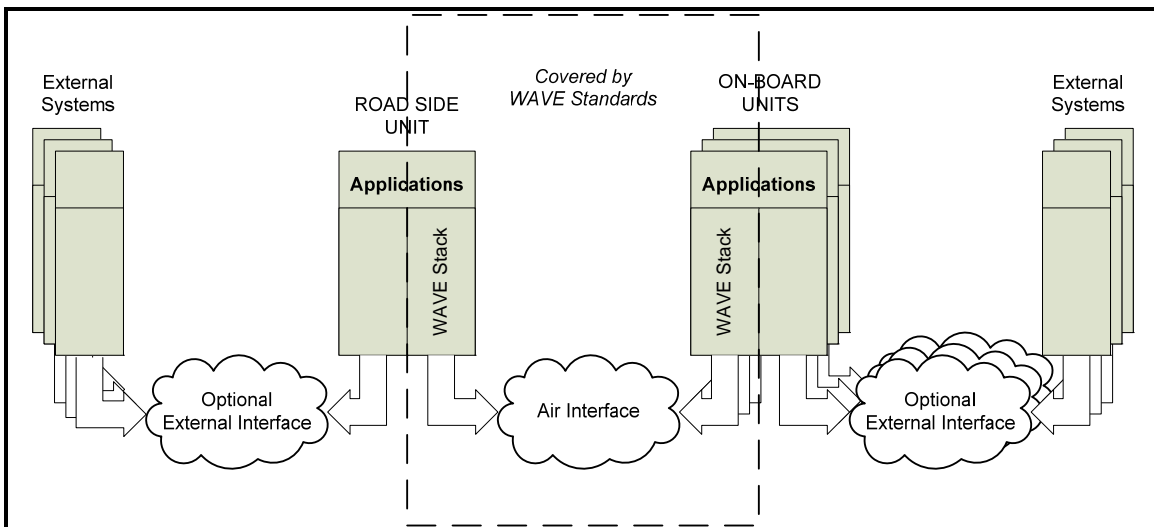 External
Systems
ROAD SIDE
UNIT
Covered by
WAVE Standards
ON-BOARD
UNITS
External
Systems
Applications
Applications
WAVE Stack
WAVE Stack
Optional
External Interface
Air Interface
Optional
External Interface